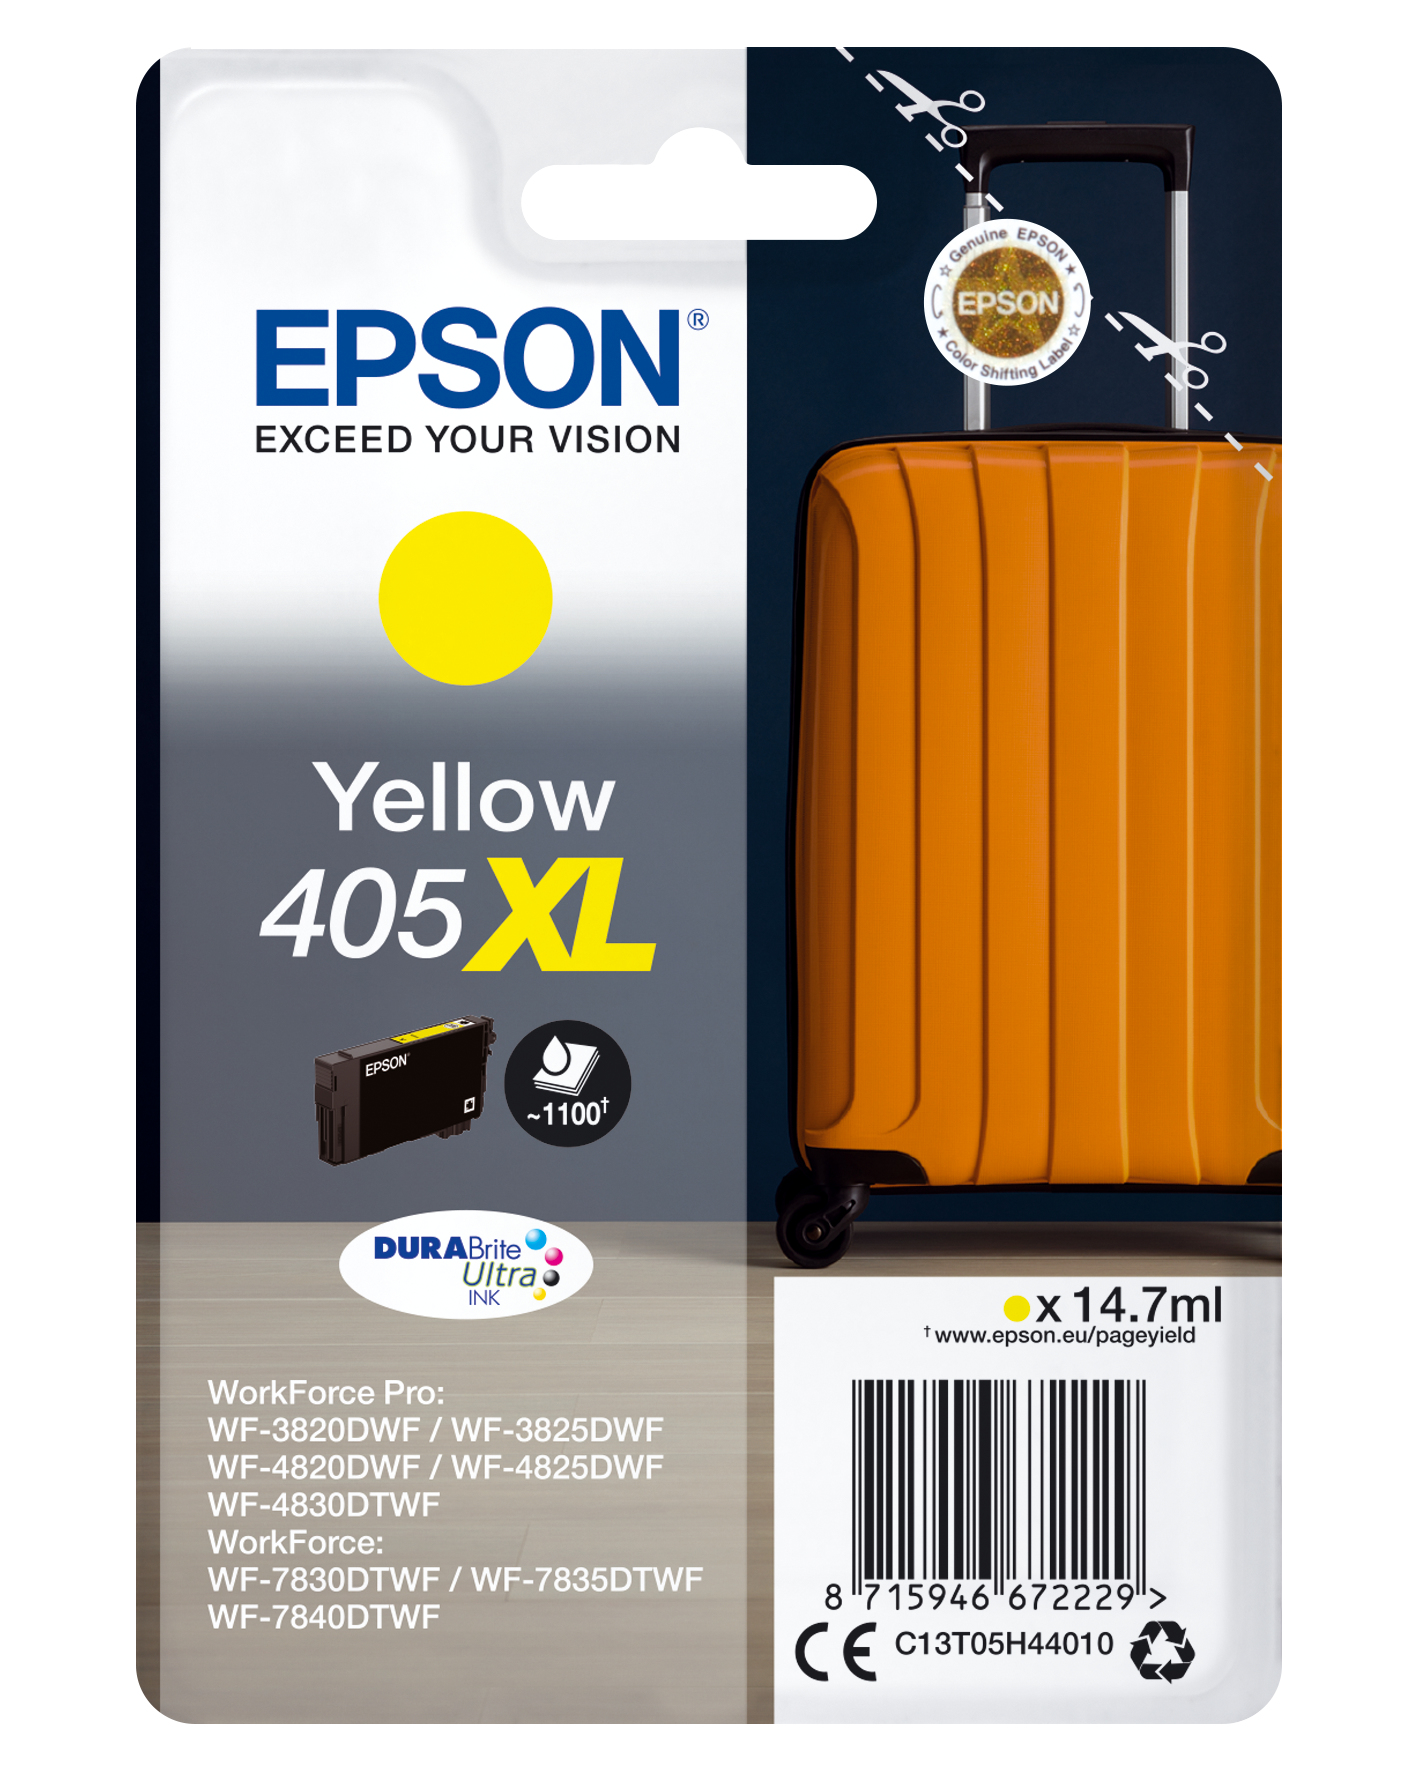 Genuine EPSON
EPSON
Color Shifting Label
EPSON®
EXCEED YOUR VISION
Yellow
405XL
EPSON
~1100†
DURABrite
Ultra
INK
x 14.7ml
†www.epson.eu/pageyield
WorkForce Pro:
WF-3820DWF / WF-3825DWF
WF-4820DWF / WF-4825DWF
WF-4830DTWF
WorkForce:
WF-7830DTWF / WF-7835DTWF
WF-7840DTWF
8 715946 672229 >
CE C13T05H44010